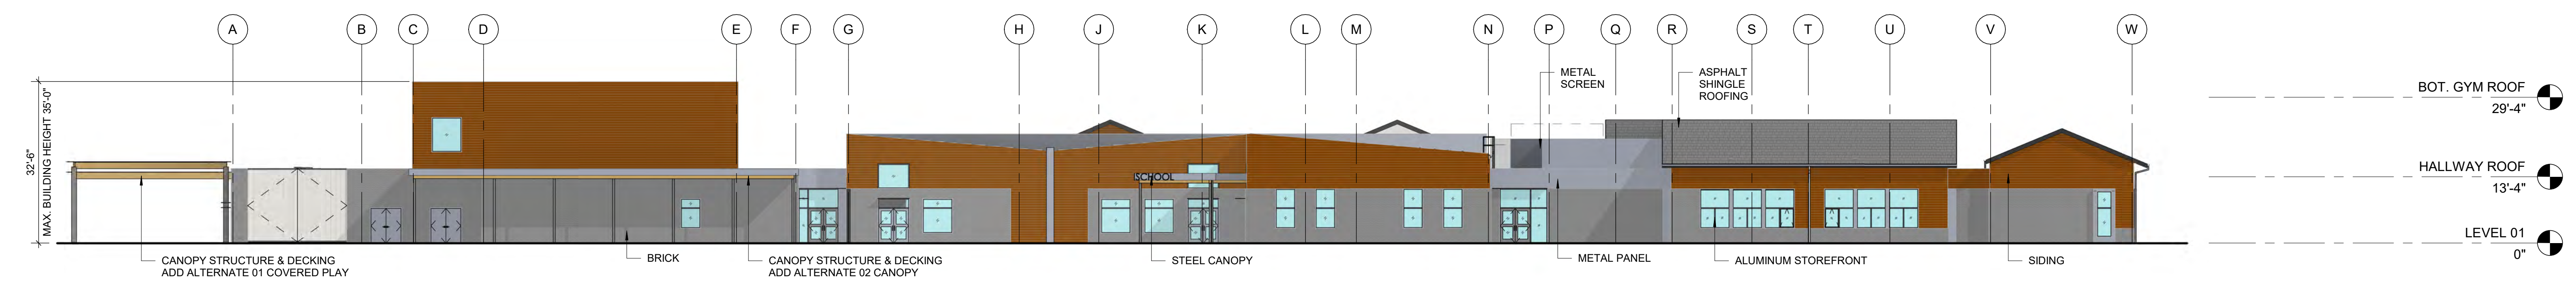 A
B
C
D
E
F
G
H
J
K
L
M
N
P
Q
R
S
T
U
V
W
32'-6"
MAX. BUILDING HEIGHT 35'-0"
METAL
SCREEN
ASPHALT
SHINGLE
ROOFING
BOT. GYM ROOF
29'-4"
HALLWAY ROOF
13'-4"
LEVEL 01
0"
SCHOOL
CANOPY STRUCTURE & DECKING
ADD ALTERNATE 01 COVERED PLAY
BRICK
CANOPY STRUCTURE & DECKING
ADD ALTERNATE 02 CANOPY
STEEL CANOPY
METAL PANEL
ALUMINUM STOREFRONT
SIDING